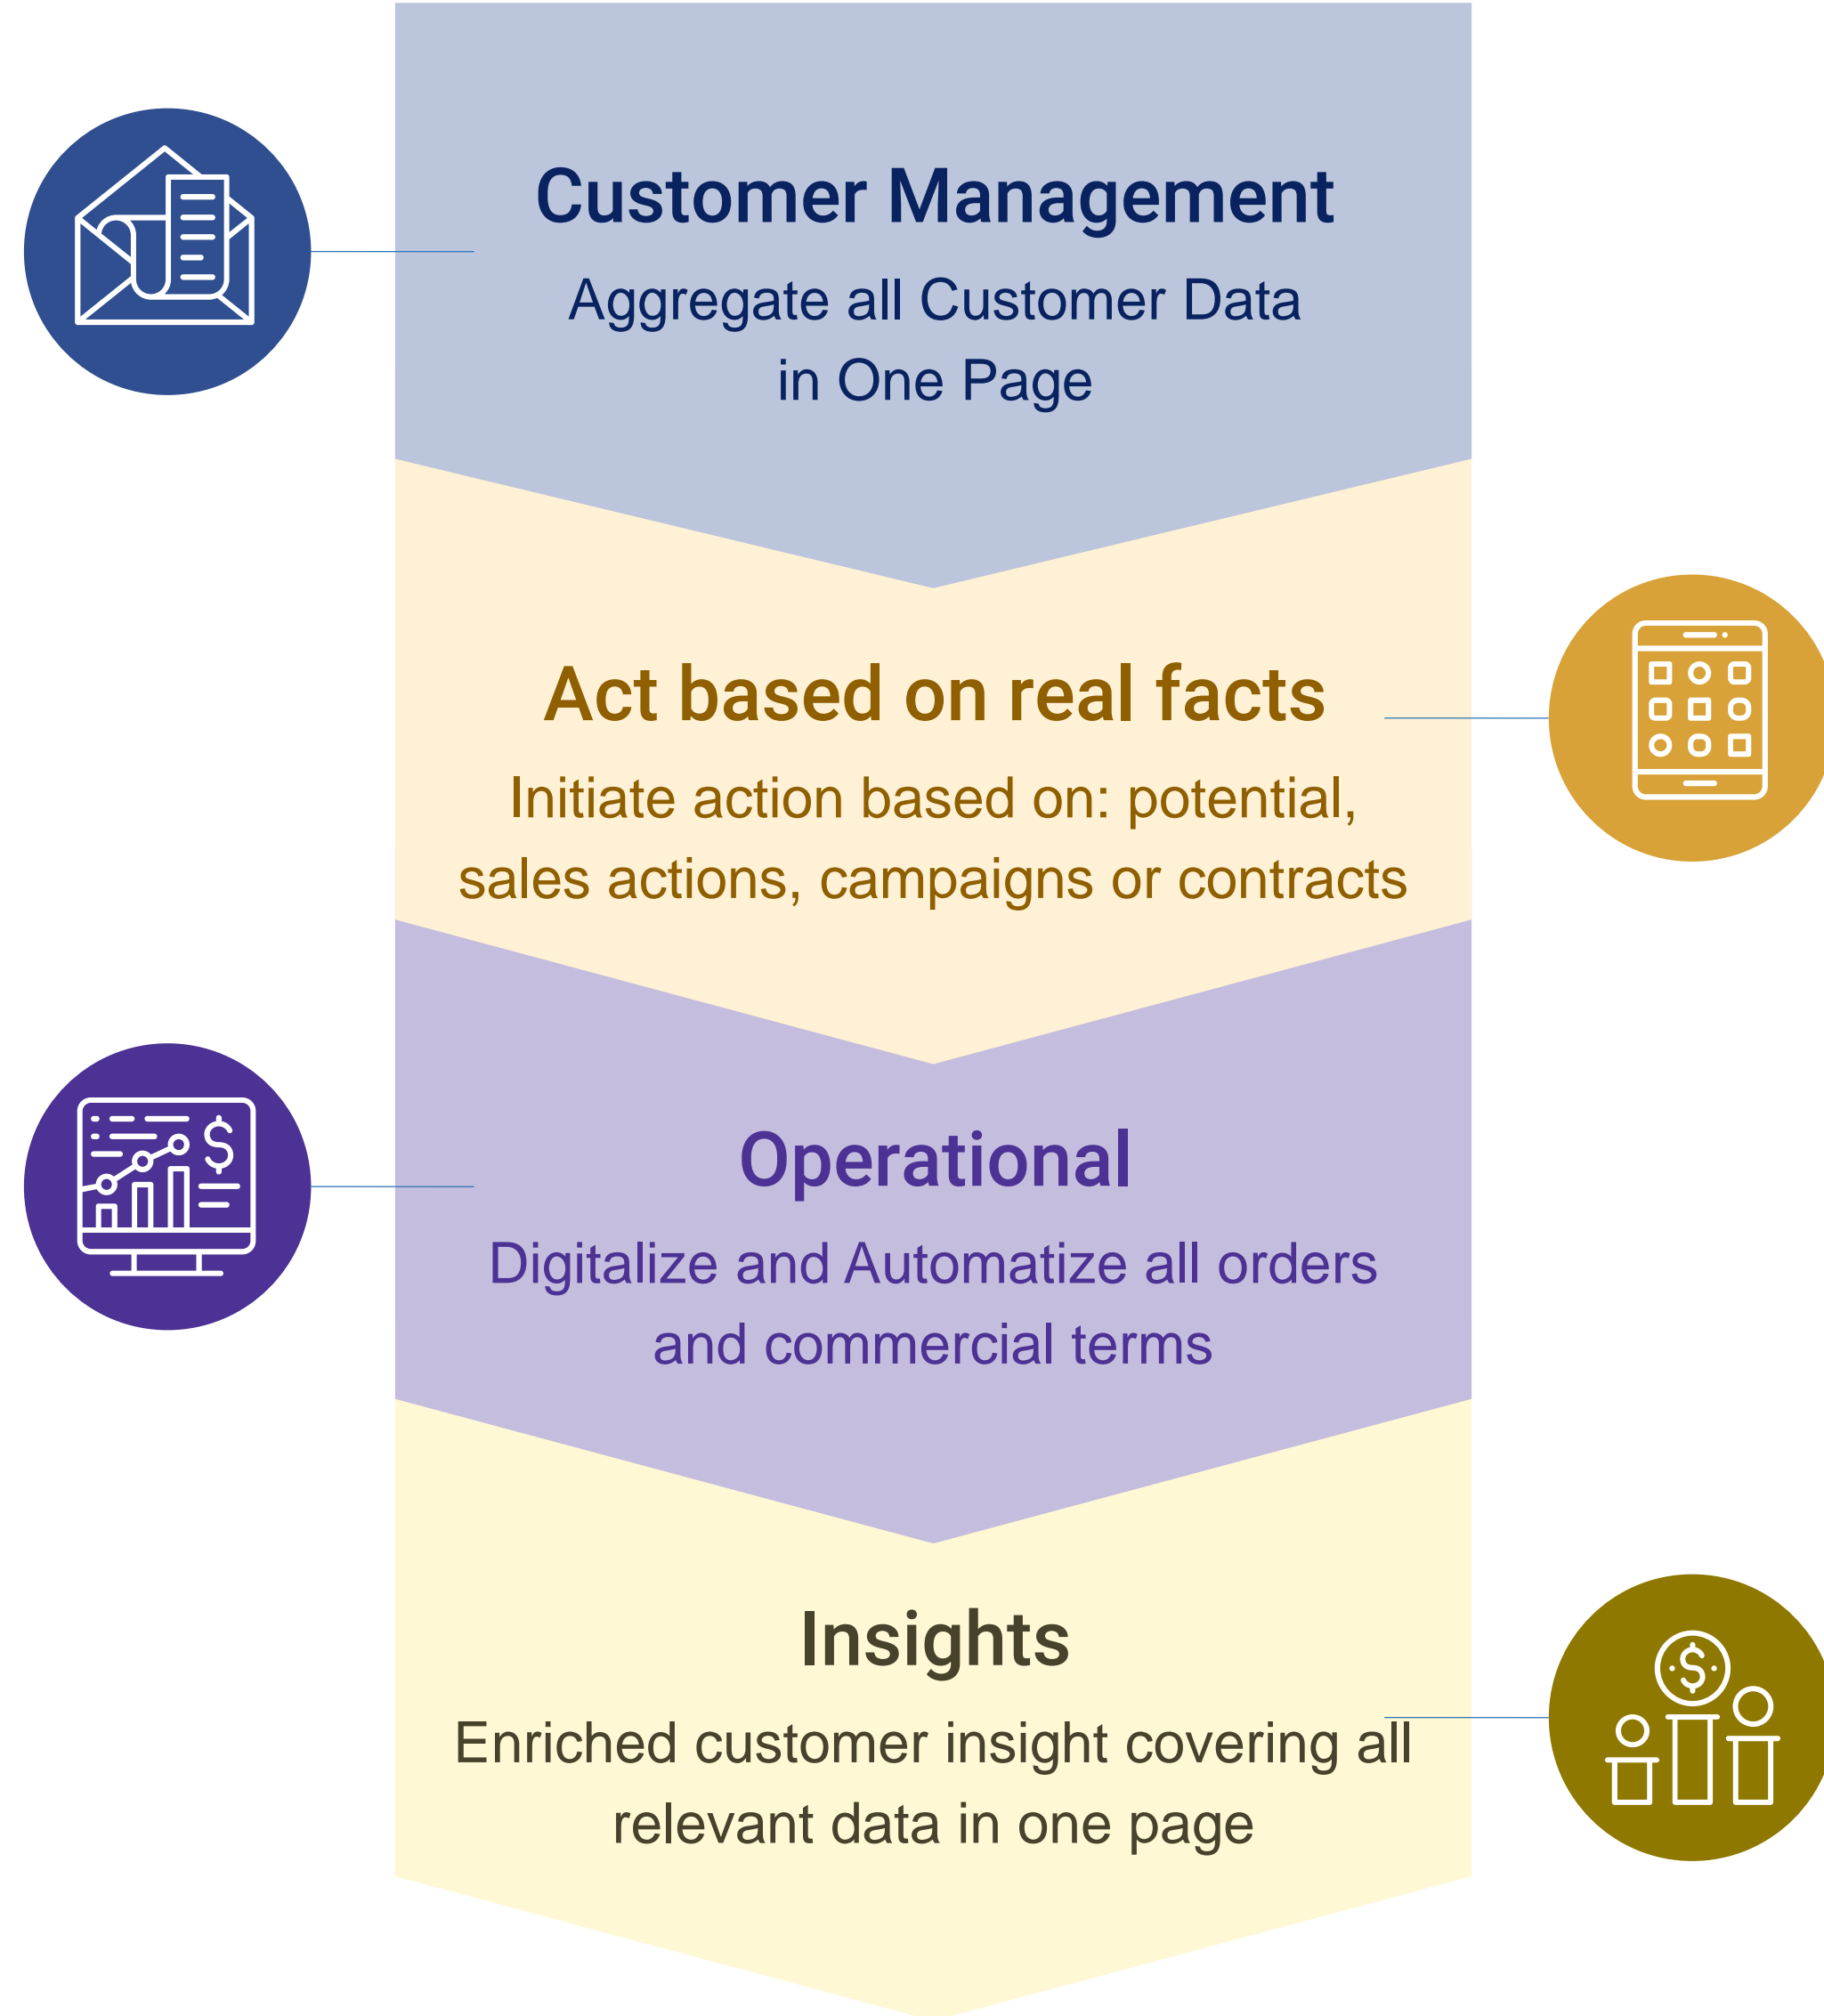 Customer Management
Aggregate all Customer Data
in One Page
Act based on real facts
Initiate action based on: potential,
sales actions, campaigns or contracts
Operational
Digitalize and Automatize all orders
and commercial terms
Insights
Enriched customer insight covering all
relevant data in one page